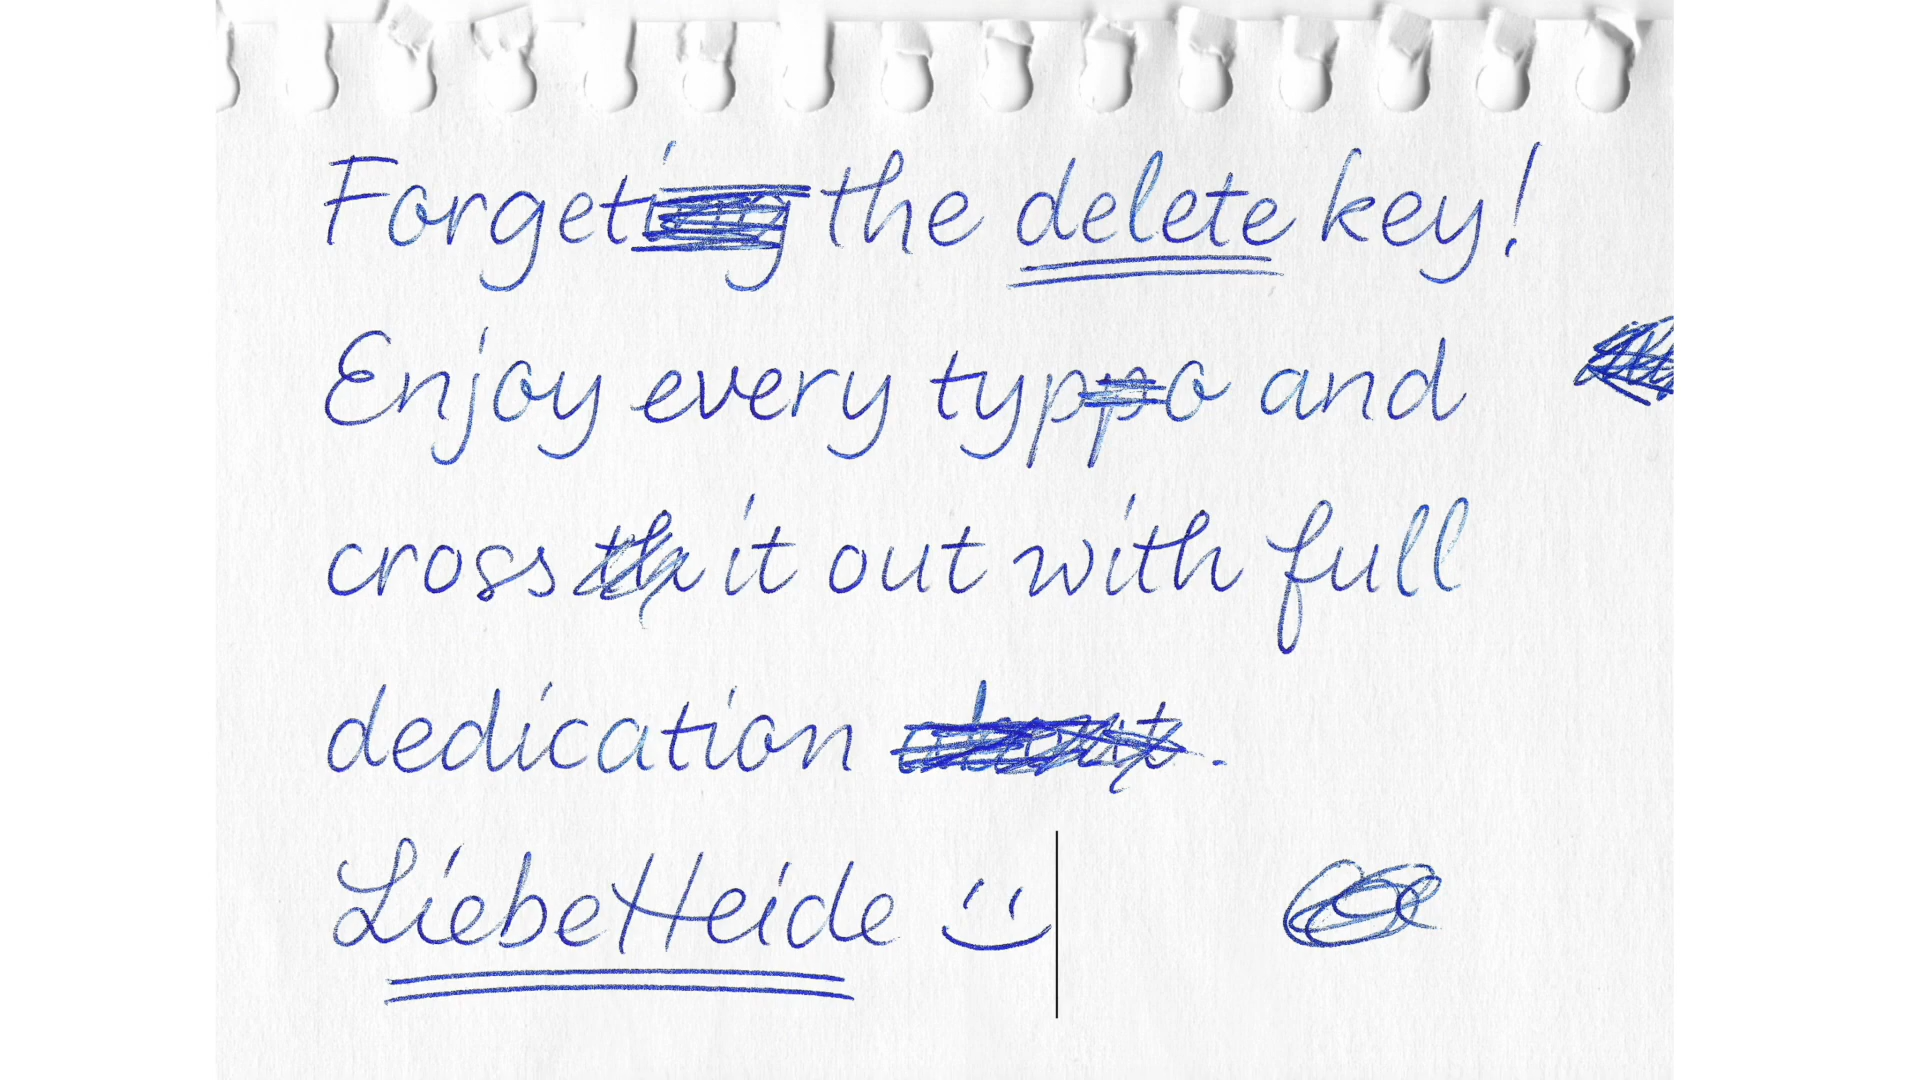 Forget the delete key!
Enjoy every typo and
cross it out with full
dedication .
LiebeHeide :)